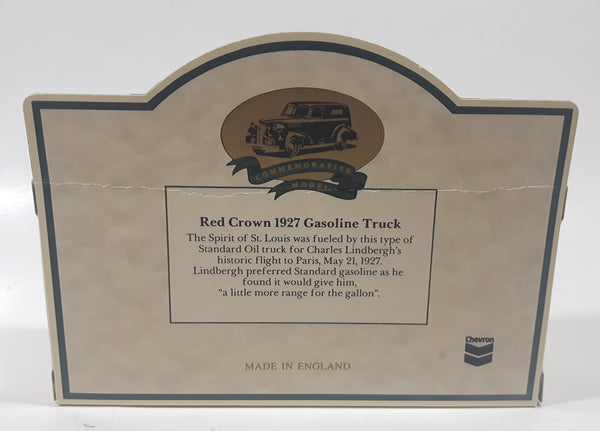 COMMEMORATIVE
MODEL
Red Crown 1927 Gasoline Truck
The Spirit of St. Louis was fueled by this type of
Standard Oil truck for Charles Lindbergh's
historic flight to Paris, May 21, 1927.
Lindbergh preferred Standard gasoline as he
found it would give him,
“a little more range for the gallon”.
Chevron
MADE IN ENGLAND